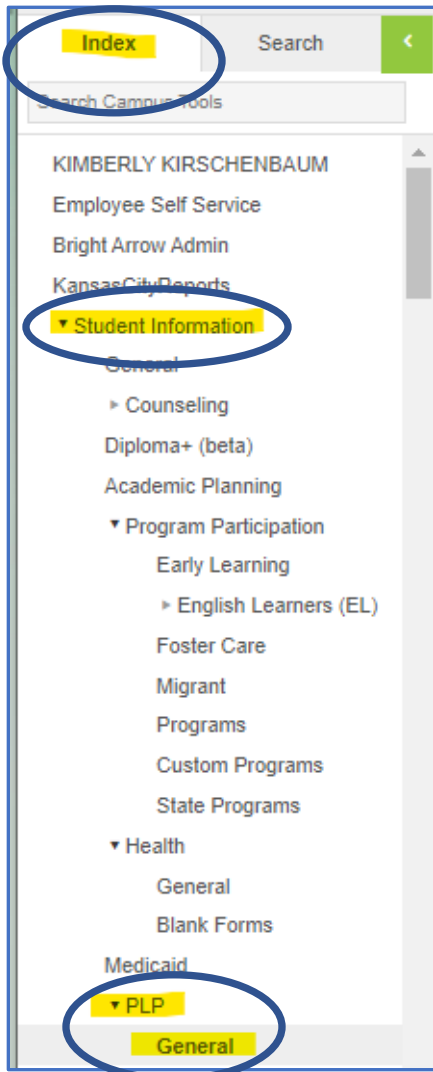 Index Search
Search Campus Tools
KIMBERLY KIRSCHENBAUM
Employee Self Service
Bright Arrow Admin
KansasCityReports
Student Information
General
Counseling
Diploma+ (beta)
Academic Planning
Program Participation
Early Learning
English Learners (EL)
Foster Care
Migrant
Programs
Custom Programs
State Programs
Health
General
Blank Forms
Medicaid
PLP
General